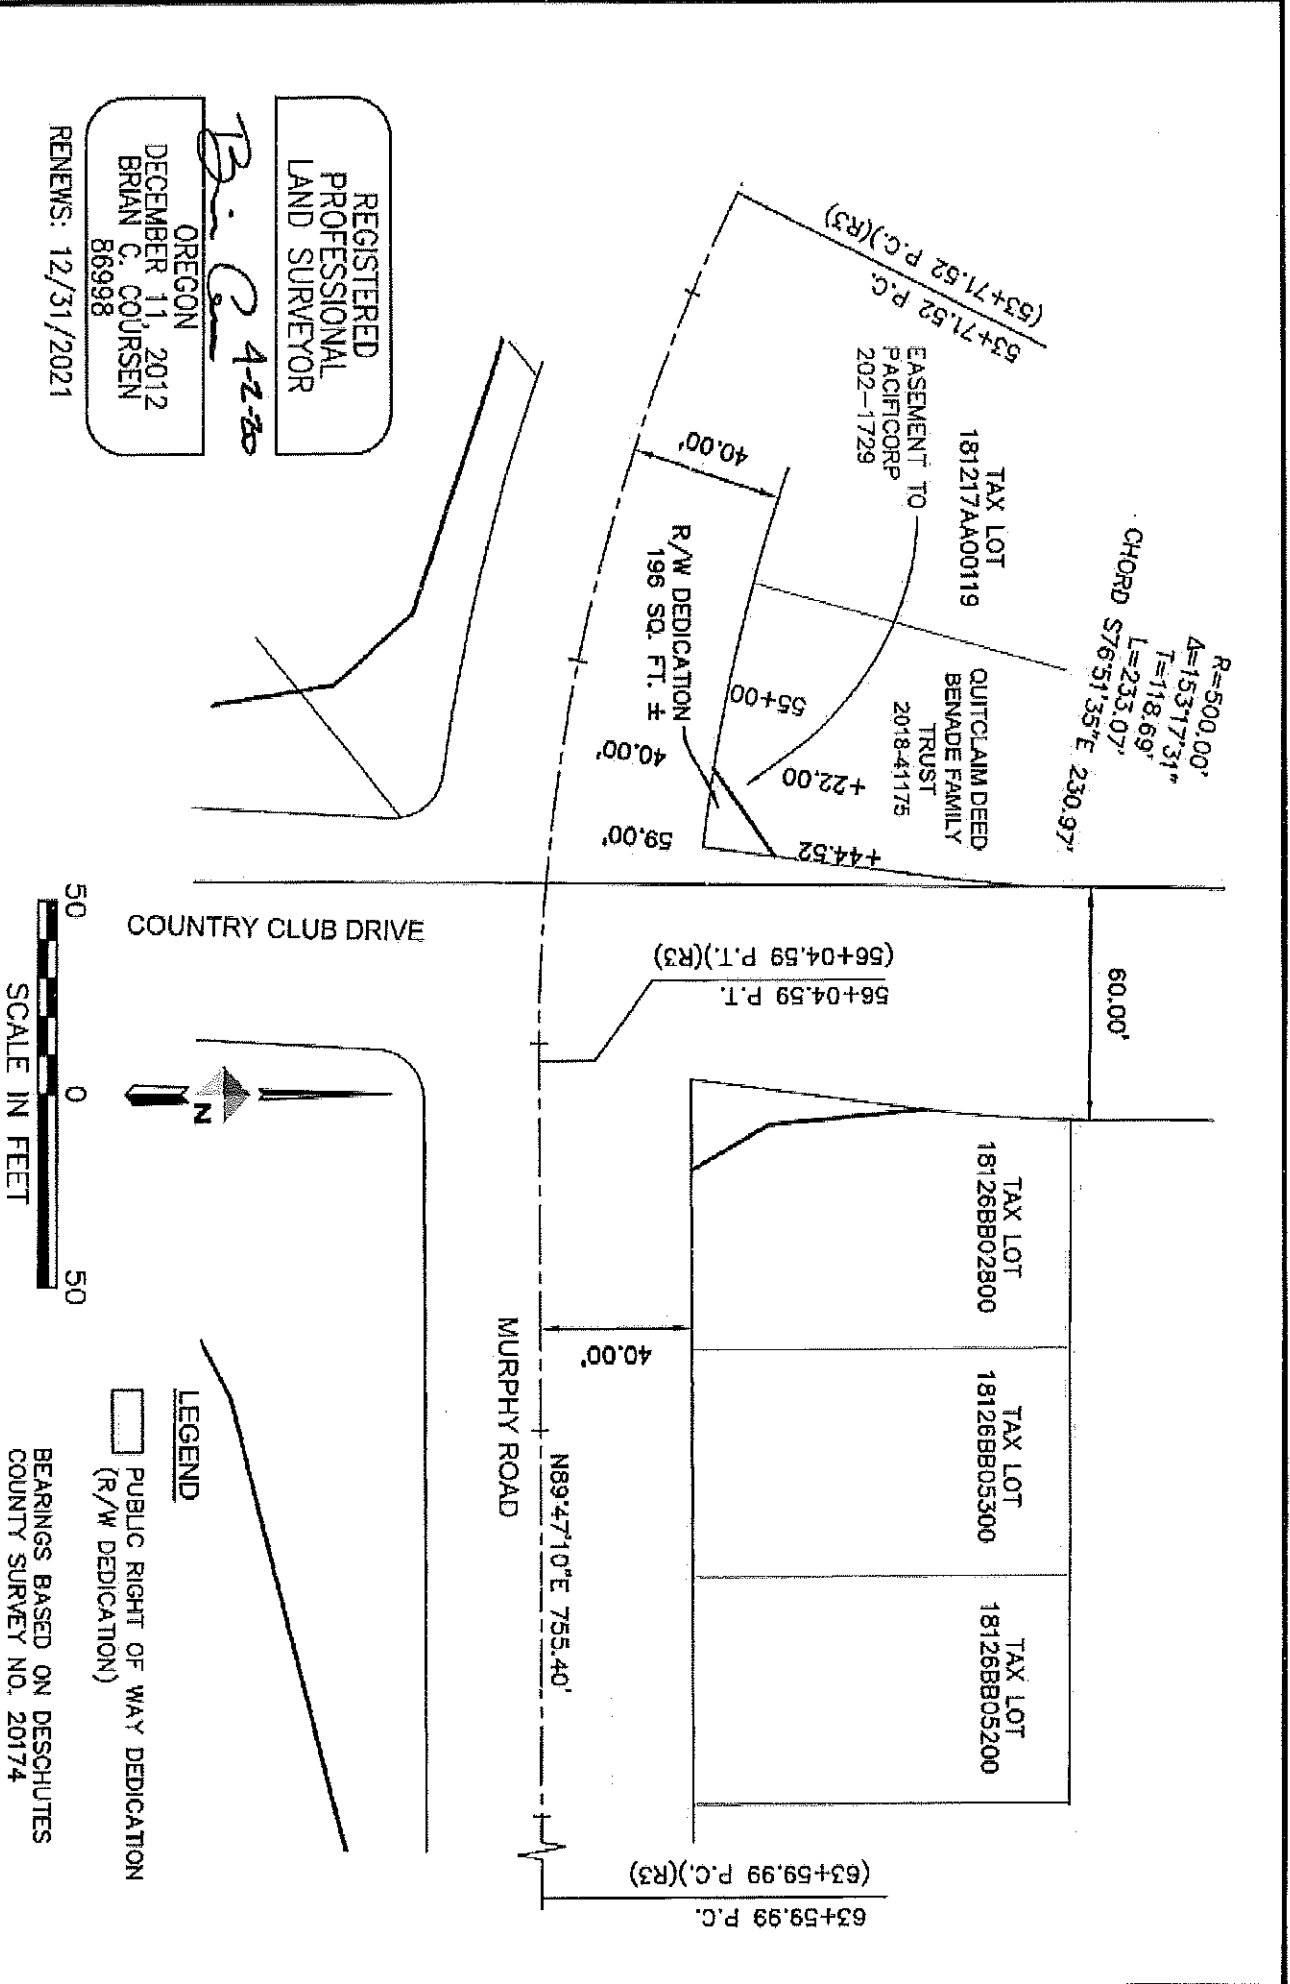 R=500.00'
Δ=153°17'31"
T=118.69'
L=233.07'
CHORD S76°51'35"E 230.97'
53+71.52 P.C.
(53+71.52 P.C.)(R3)
TAX LOT
181217AA00119
EASEMENT TO
PACIFICORP
202-1729
QUITCLAIM DEED
BENADE FAMILY
TRUST
2018-41175
40.00'
R/W DEDICATION
196 SQ. FT. ±
55+00
+22.00
40.00'
+44.52
59.00'
60.00'
56+04.59 P.T.
(56+04.59 P.T.)(R3)
TAX LOT
18126BB02800
TAX LOT
18126BB05300
TAX LOT
18126BB05200
40.00'
N89°47'10"E 755.40'
MURPHY ROAD
63+59.99 P.C.
(63+59.99 P.C.)(R3)
COUNTRY CLUB DRIVE
N
REGISTERED
PROFESSIONAL
LAND SURVEYOR
4-2-20
OREGON
DECEMBER 11, 2012
BRIAN C. COURSEN
86998
RENEWS: 12/31/2021
50 0 50
SCALE IN FEET
LEGEND
PUBLIC RIGHT OF WAY DEDICATION
(R/W DEDICATION)
BEARINGS BASED ON DESCHUTES
COUNTY SURVEY NO. 20174